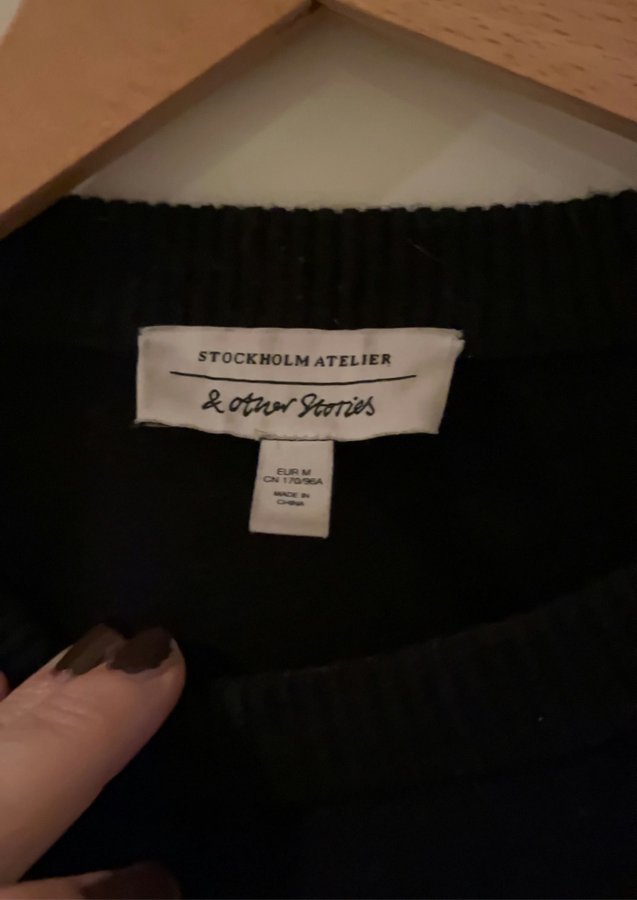 STOCKHOLM ATELIER
& other Stories
EUR M
CN 170/96A
MADE IN
CHINA